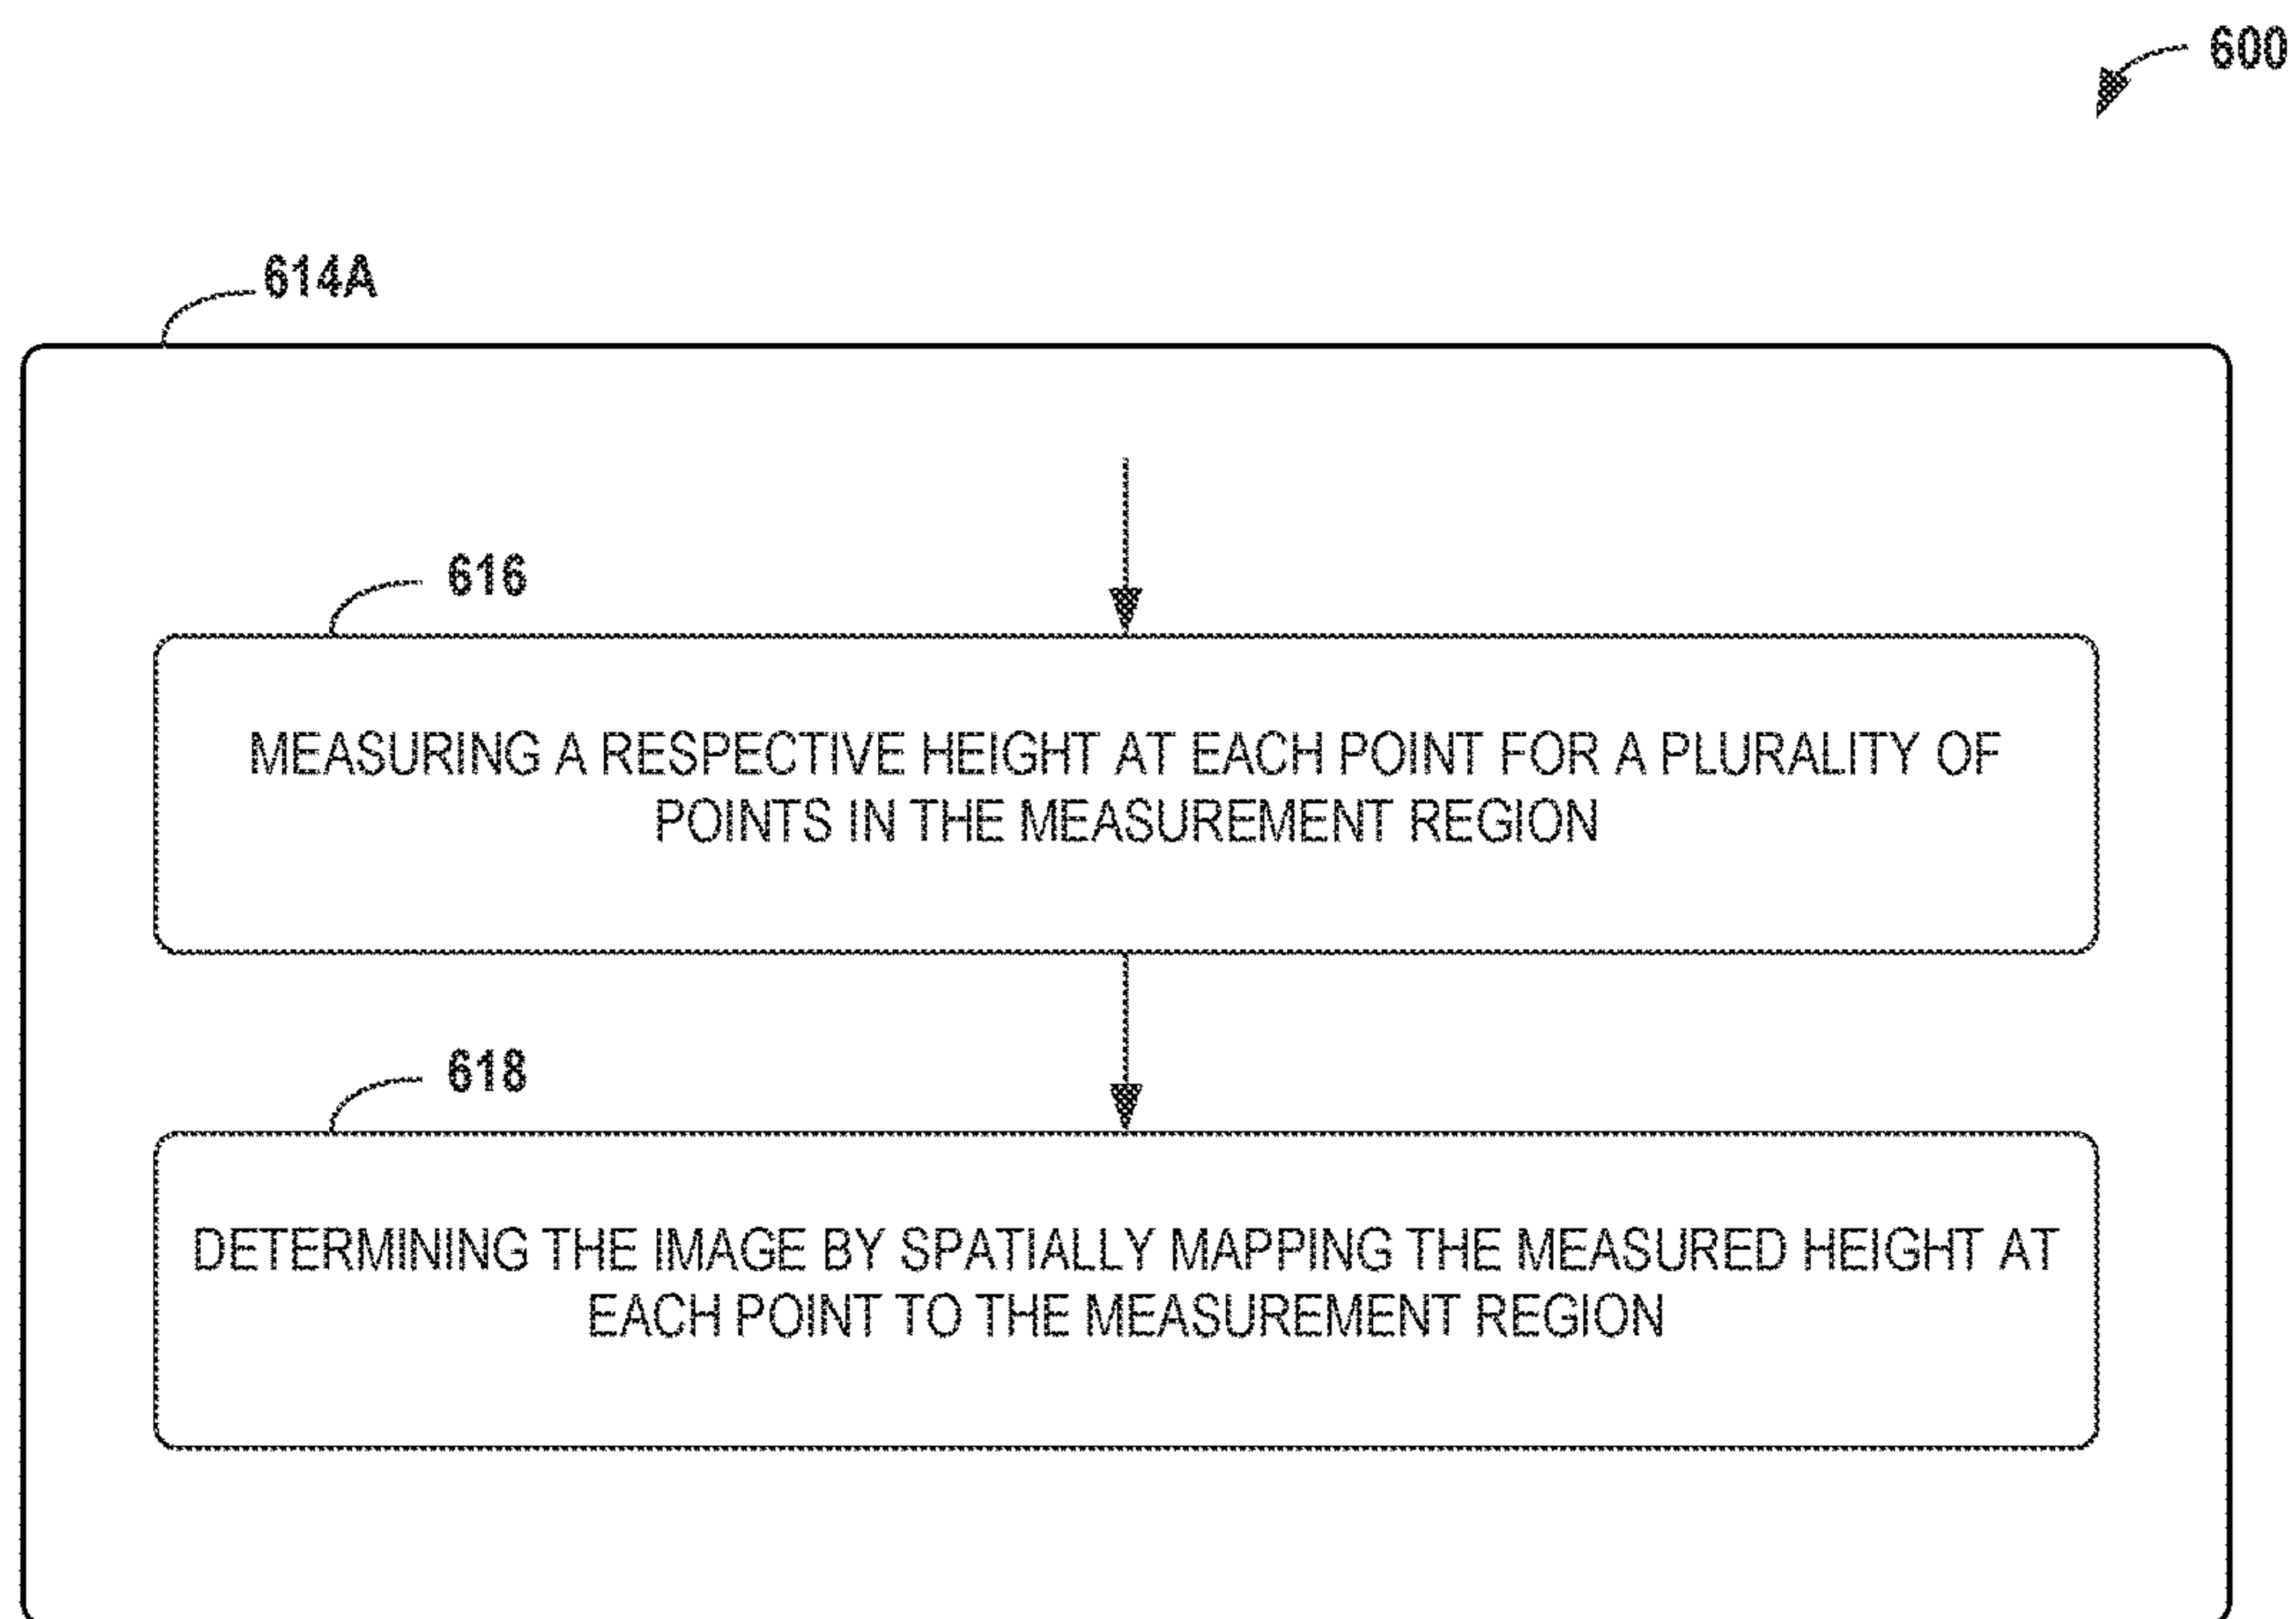 600
614A
616
MEASURING A RESPECTIVE HEIGHT AT EACH POINT FOR A PLURALITY OF
POINTS IN THE MEASUREMENT REGION
618
DETERMINING THE IMAGE BY SPATIALLY MAPPING THE MEASURED HEIGHT AT
EACH POINT TO THE MEASUREMENT REGION